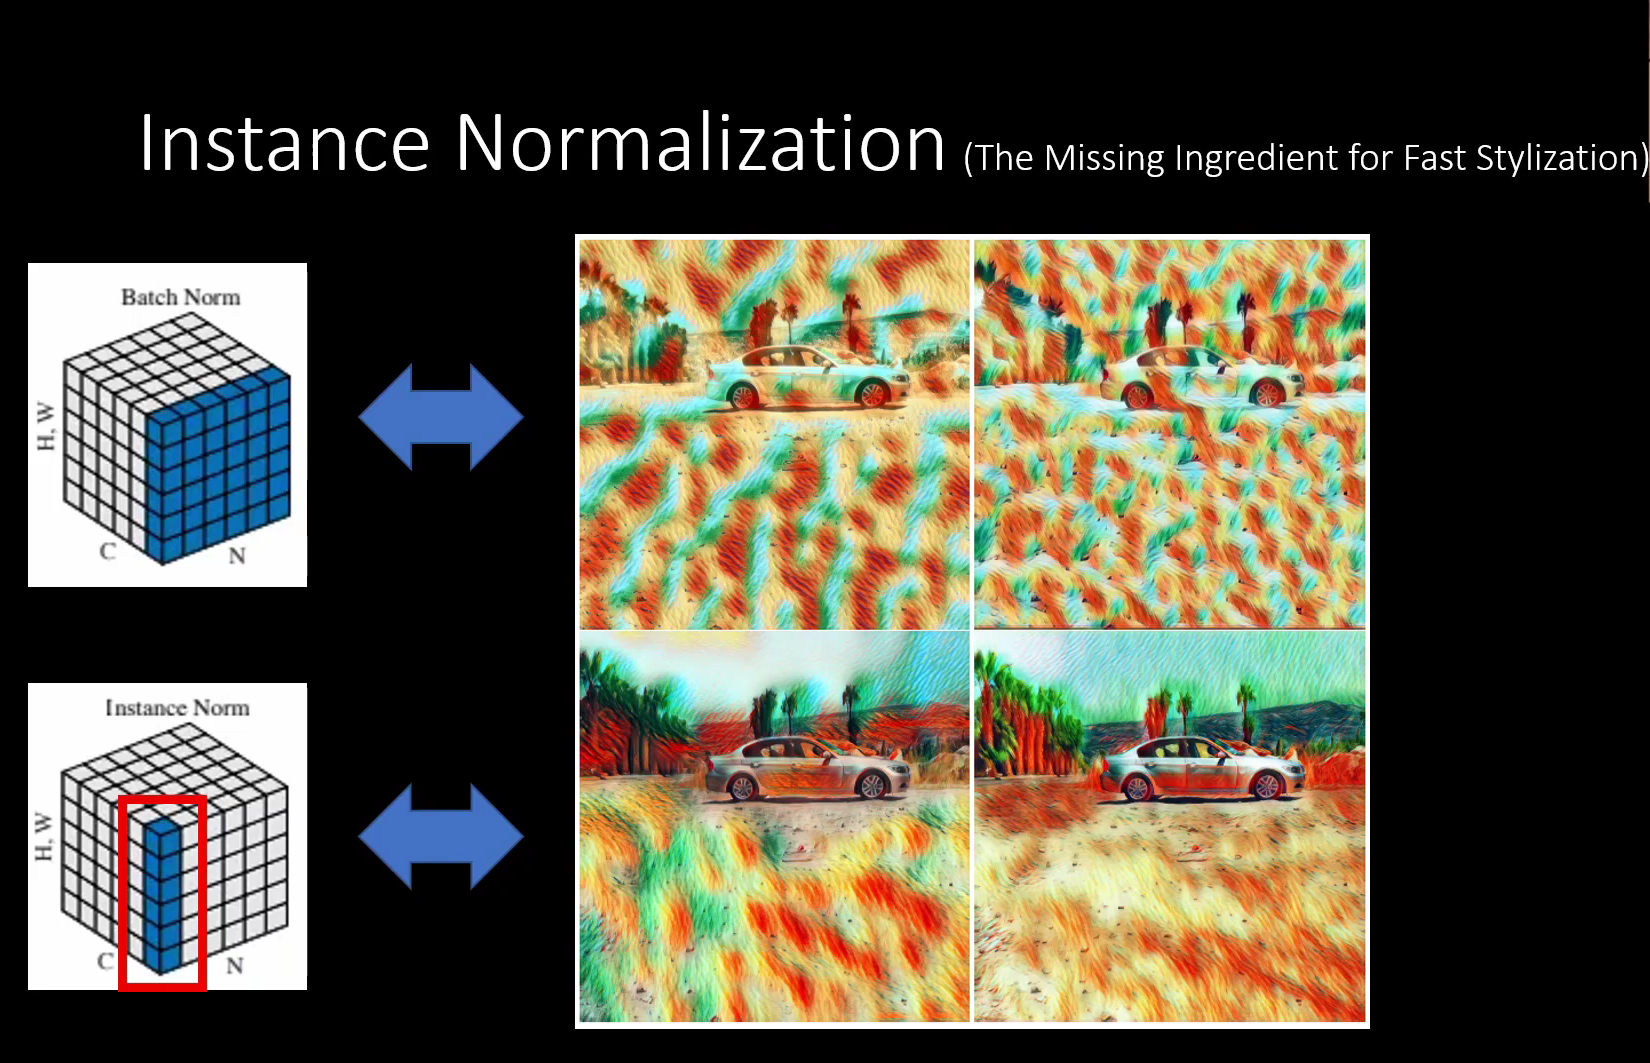 Instance Normalization (The Missing Ingredient for Fast Stylization)
Batch Norm
H, W
C
N
Instance Norm
H, W
C
N